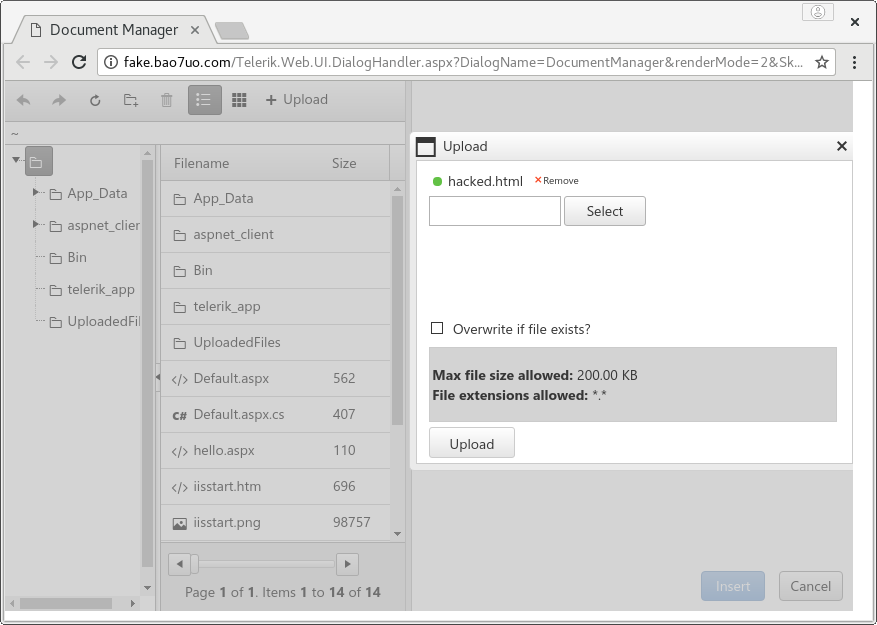 Document Manager
fake.bao7uo.com/Telerik.Web.UI.DialogHandler.aspx?DialogName=DocumentManager&renderMode=2&Sk...
Upload
~
App_Data
aspnet_clier
Bin
telerik_app
UploadedFil
Filename Size
App_Data
aspnet_client
Bin
telerik_app
UploadedFiles
</> Default.aspx 562
C# Default.aspx.cs 407
</> hello.aspx 110
</> iisstart.htm 696
iisstart.png 98757
Page 1 of 1. Items 1 to 14 of 14
Upload
hacked.html Remove
Select
Overwrite if file exists?
Max file size allowed: 200.00 KB
File extensions allowed: *.*
Upload
Insert Cancel